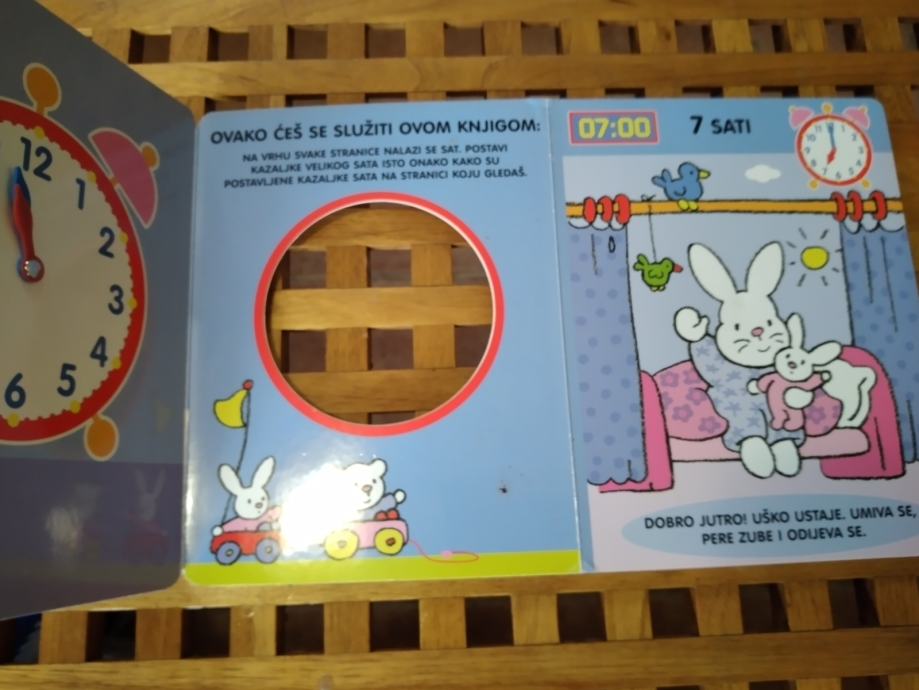 12
1
2
3
4
5
6
OVAKO ĆEŠ SE SLUŽITI OVOM KNJIGOM:
NA VRHU SVAKE STRANICE NALAZI SE SAT. POSTAVI
KAZALJKE VELIKOG SATA ISTO ONAKO KAKO SU
POSTAVLJENE KAZALJKE SATA NA STRANICI KOJU GLEDAŠ.
07:00
7 SATI
DOBRO JUTRO! UŠKO USTAJE. UMIVA SE,
PERE ZUBE I ODIJEVA SE.